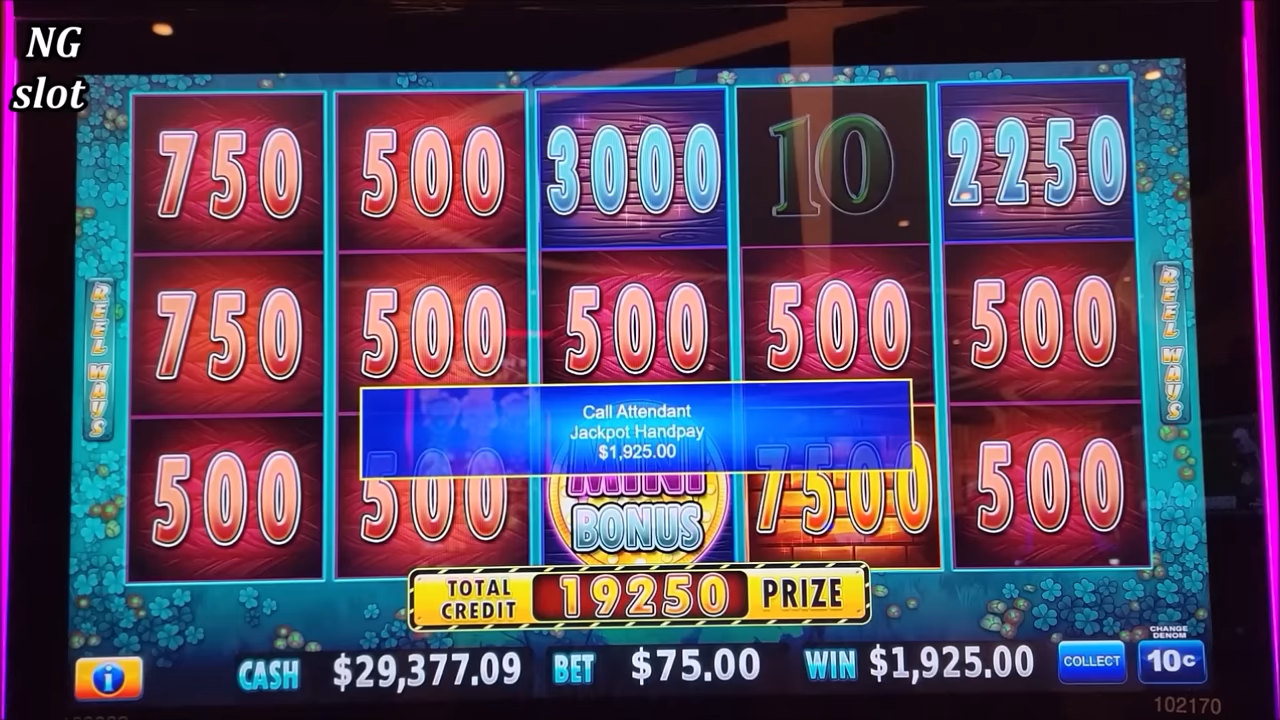 NG
slot
750 500 3000 10 2250
750 500 500 500 500
REEL WAYS
REEL WAYS
Call Attendant
Jackpot Handpay
$1,925.00
500 500 MINI 7500 500
BONUS
TOTAL CREDIT 19250 PRIZE
CASH $29,377.09 BET $75.00 WIN $1,925.00 COLLECT
CHANGE
DENOM
10¢
102170